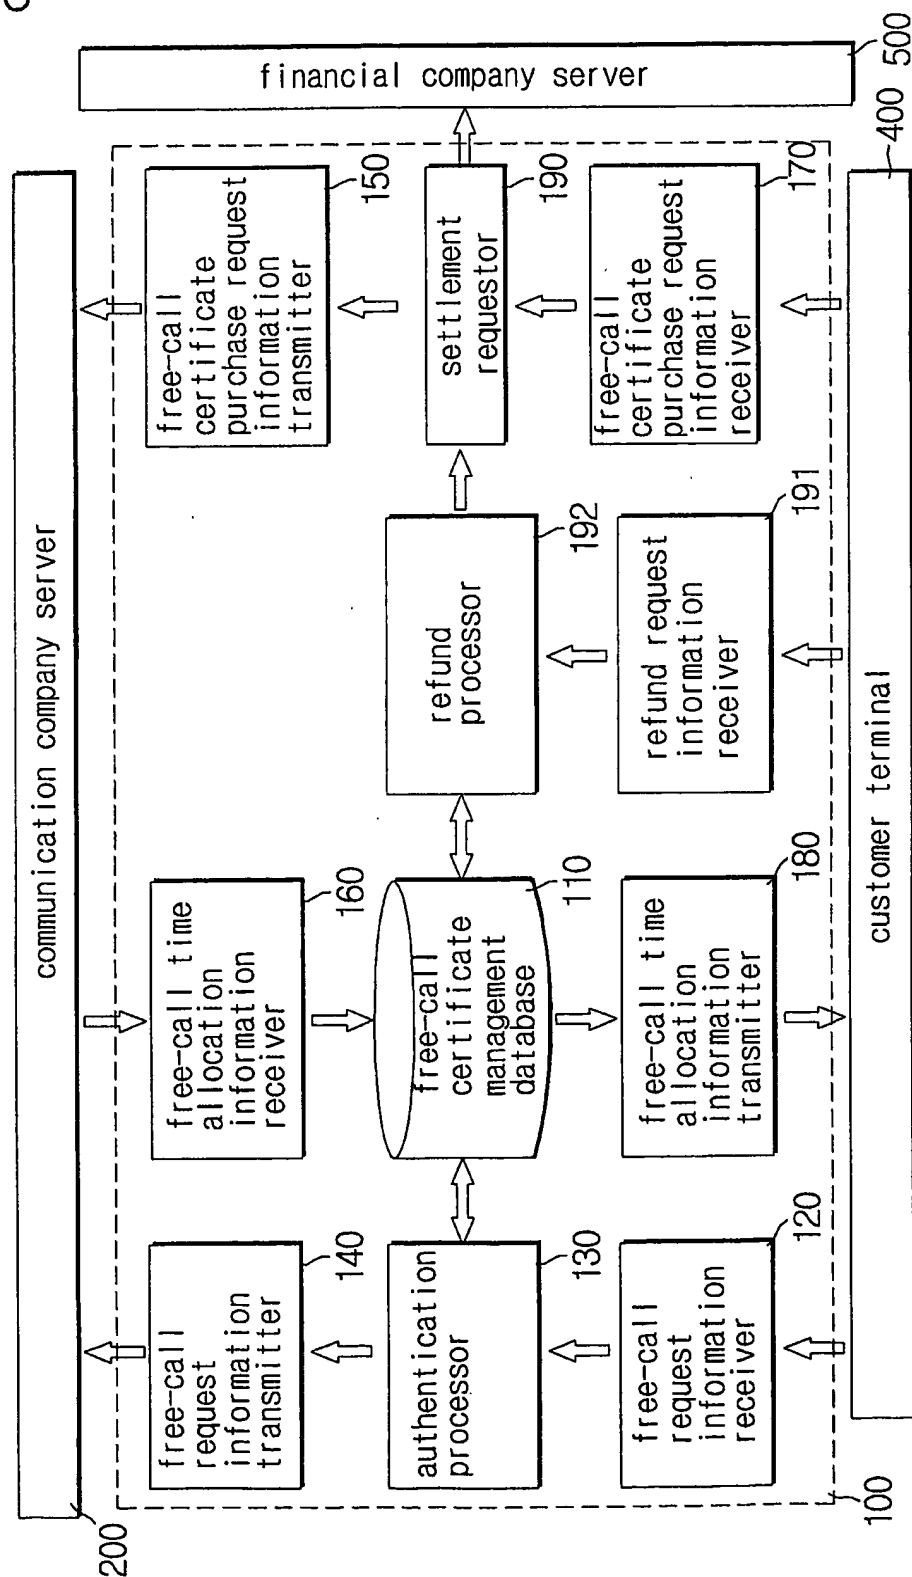 communication company server
200
free-call
request
information
transmitter
140
free-call time
allocation
information
receiver
160
free-call
certificate
purchase request
information
transmitter
150
financial company server
500
authentication
processor
130
free-call
certificate
management
database
110
refund
processor
192
settlement
requestor
190
free-call
request
information
receiver
120
free-call time
allocation
information
transmitter
180
refund request
information
receiver
191
free-call
certificate
purchase request
information
receiver
170
100
customer terminal
400